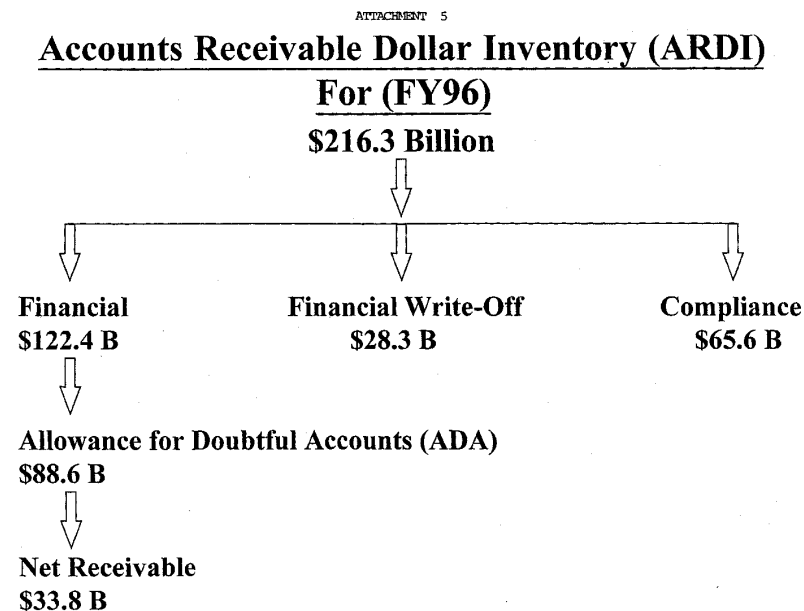 ATTACHMENT 5
Accounts Receivable Dollar Inventory (ARDI)
For (FY96)
$216.3 Billion
Financial
$122.4 B
Financial Write-Off
$28.3 B
Compliance
$65.6 B
Allowance for Doubtful Accounts (ADA)
$88.6 B
Net Receivable
$33.8 B